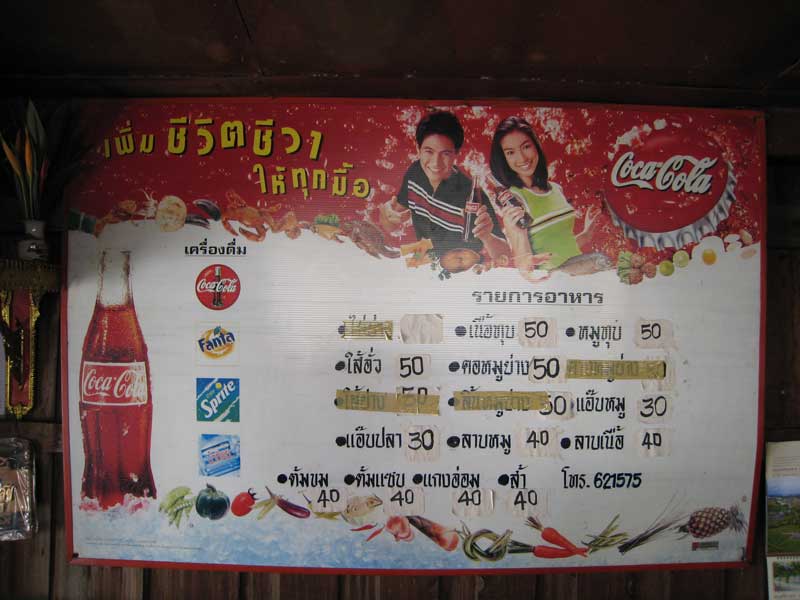 เพิ่ม ชีวิตชีวา
ให้ทุกมื้อ
Coca-Cola
เครื่องดื่ม
Coca-Cola
รายการอาหาร
Fanta
•เนื้อทุบ 50 •หมูทุบ 50
•ไส้อั่ว 50 •คอหมูย่าง 50
Sprite
Coca-Cola
50 •แอ๊บหมู 30
•แอ๊บปลา 30 •ลาบหมู 40 •ลาบเนื้อ 40
•ต้มขม 40 •ต้มแซบ 40 •แกงอ่อม 40 •ส้า 40 โทร. 621575